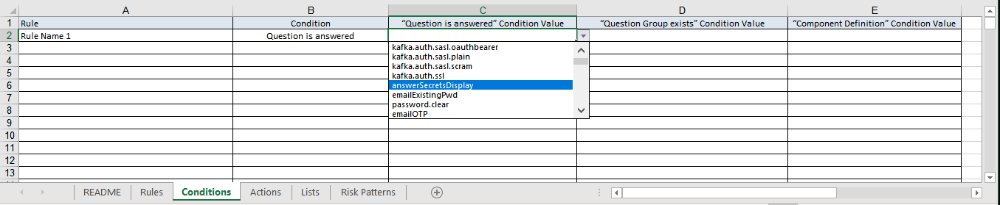 A B C D E
1 Rule Condition “Question is answered” Condition Value “Question Group exists” Condition Value “Component Definition” Condition Value
2 Rule Name 1 Question is answered
3 kafka.auth.sasl.oauthbearer
kafka.auth.sasl.plain
4 kafka.auth.sasl.scram
5 kafka.auth.ssl
6 answerSecretsDisplay
7 emailExistingPwd
8 password.clear
emailOTP
9
10
11
12
13
README Rules Conditions Actions Lists Risk Patterns